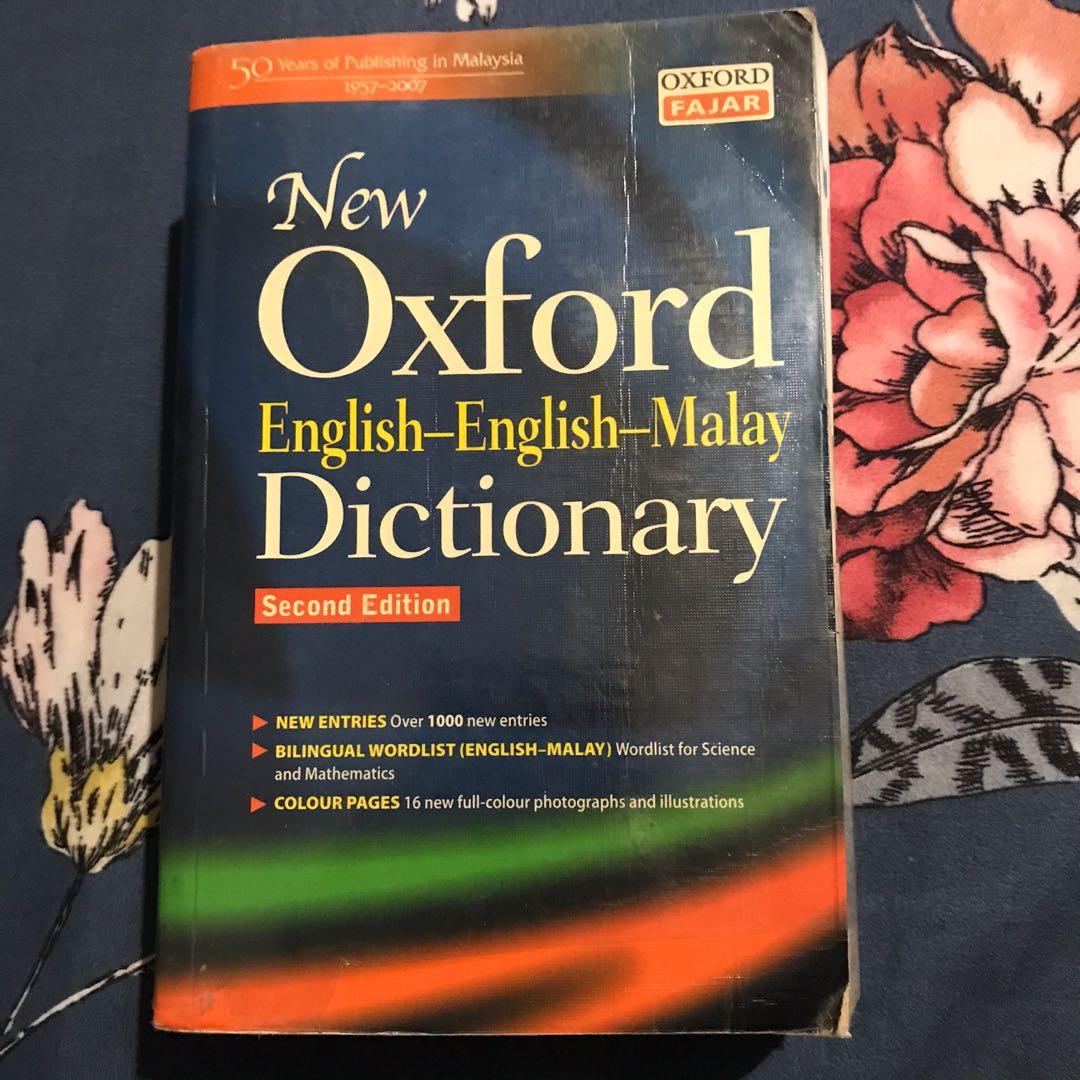 50 Years of Publishing in Malaysia
1957–2007
OXFORD
FAJAR
New
Oxford
English–English–Malay
Dictionary
Second Edition
NEW ENTRIES Over 1000 new entries
BILINGUAL WORDLIST (ENGLISH–MALAY) Wordlist for Science
and Mathematics
COLOUR PAGES 16 new full-colour photographs and illustrations